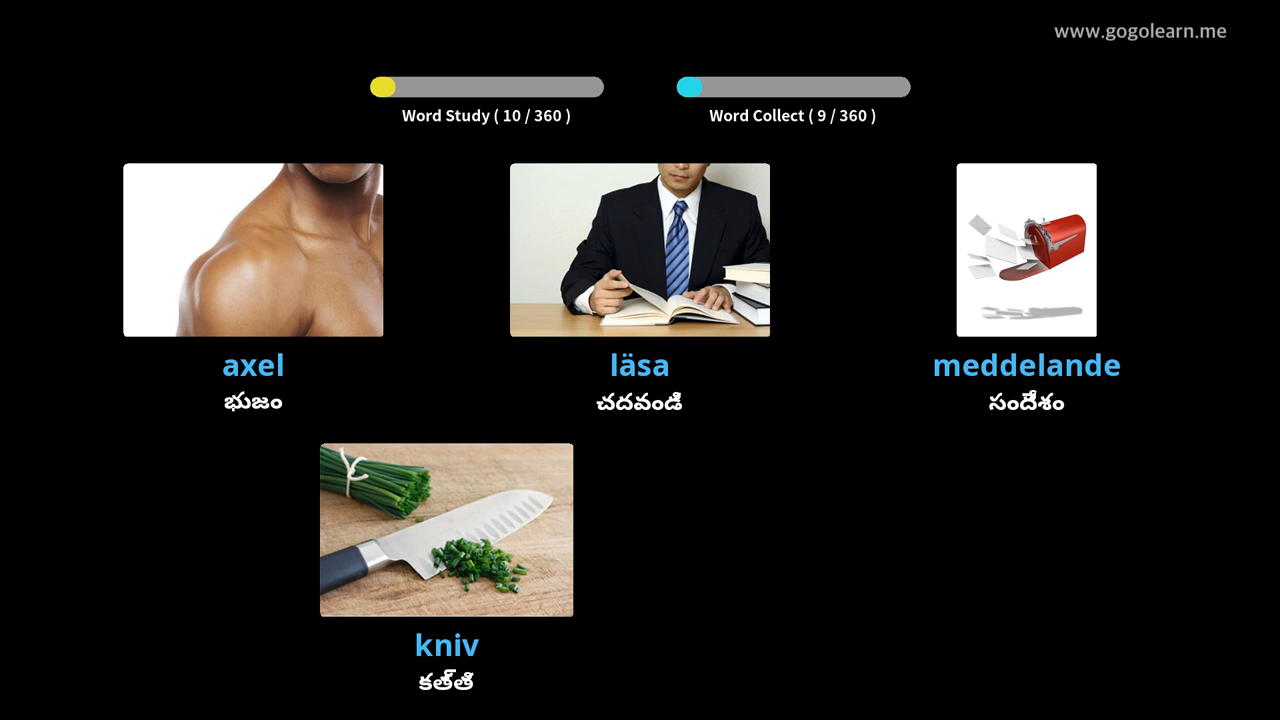 www.gogolearn.me
Word Study ( 10 / 360 )
Word Collect ( 9 / 360 )
axel
భుజం
läsa
చదవండి
meddelande
సందేశం
kniv
కత్తి